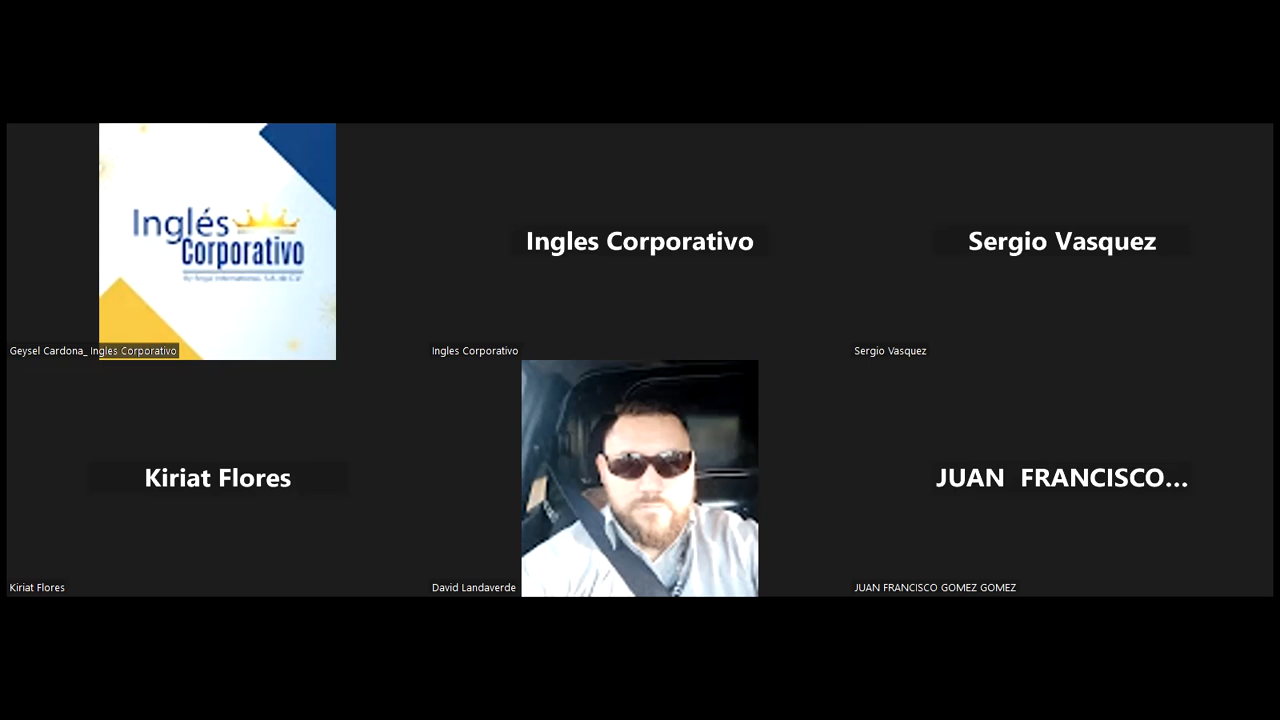 Inglés
Corporativo
Geysel Cardona_ Ingles Corporativo
Ingles Corporativo
Ingles Corporativo
Sergio Vasquez
Sergio Vasquez
Kiriat Flores
Kiriat Flores
David Landaverde
JUAN FRANCISCO...
JUAN FRANCISCO GOMEZ GOMEZ